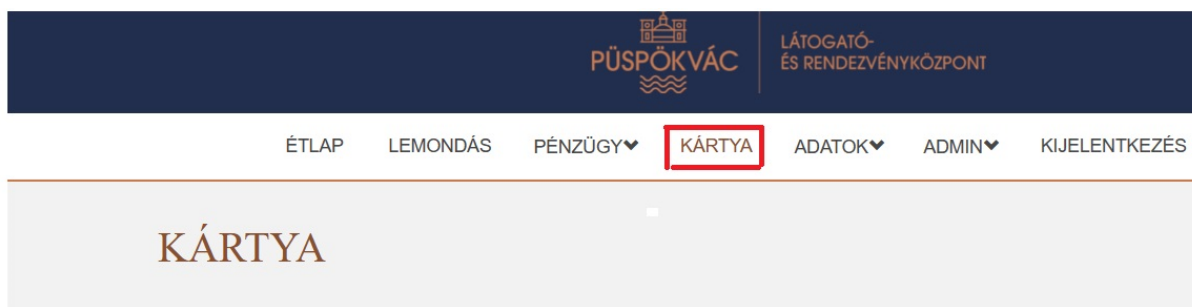 PÜSPÖKVÁC
LÁTOGATÓ-
ÉS RENDEZVÉNYKÖZPONT
ÉTLAP LEMONDÁS PÉNZÜGY KÁRTYA ADATOK ADMIN KIJELENTKEZÉS
KÁRTYA